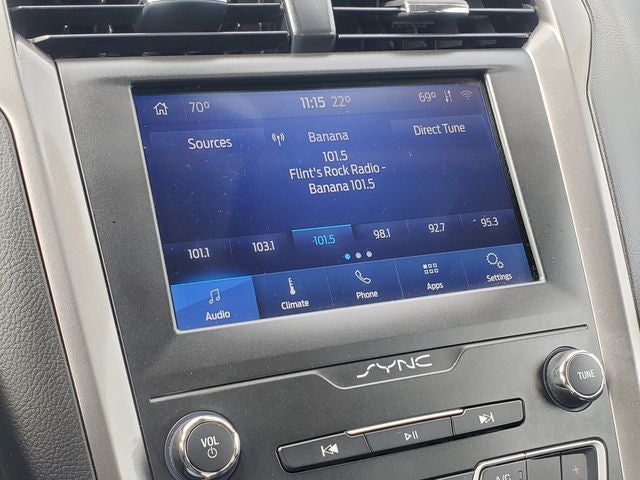 70° 11:15 22° 69°
Sources Banana Direct Tune
101.5
Flint's Rock Radio -
Banana 101.5
101.1 103.1 101.5 98.1 92.7 95.3
Audio Climate Phone Apps Settings
SYNC
VOL
TUNE
A/C
+